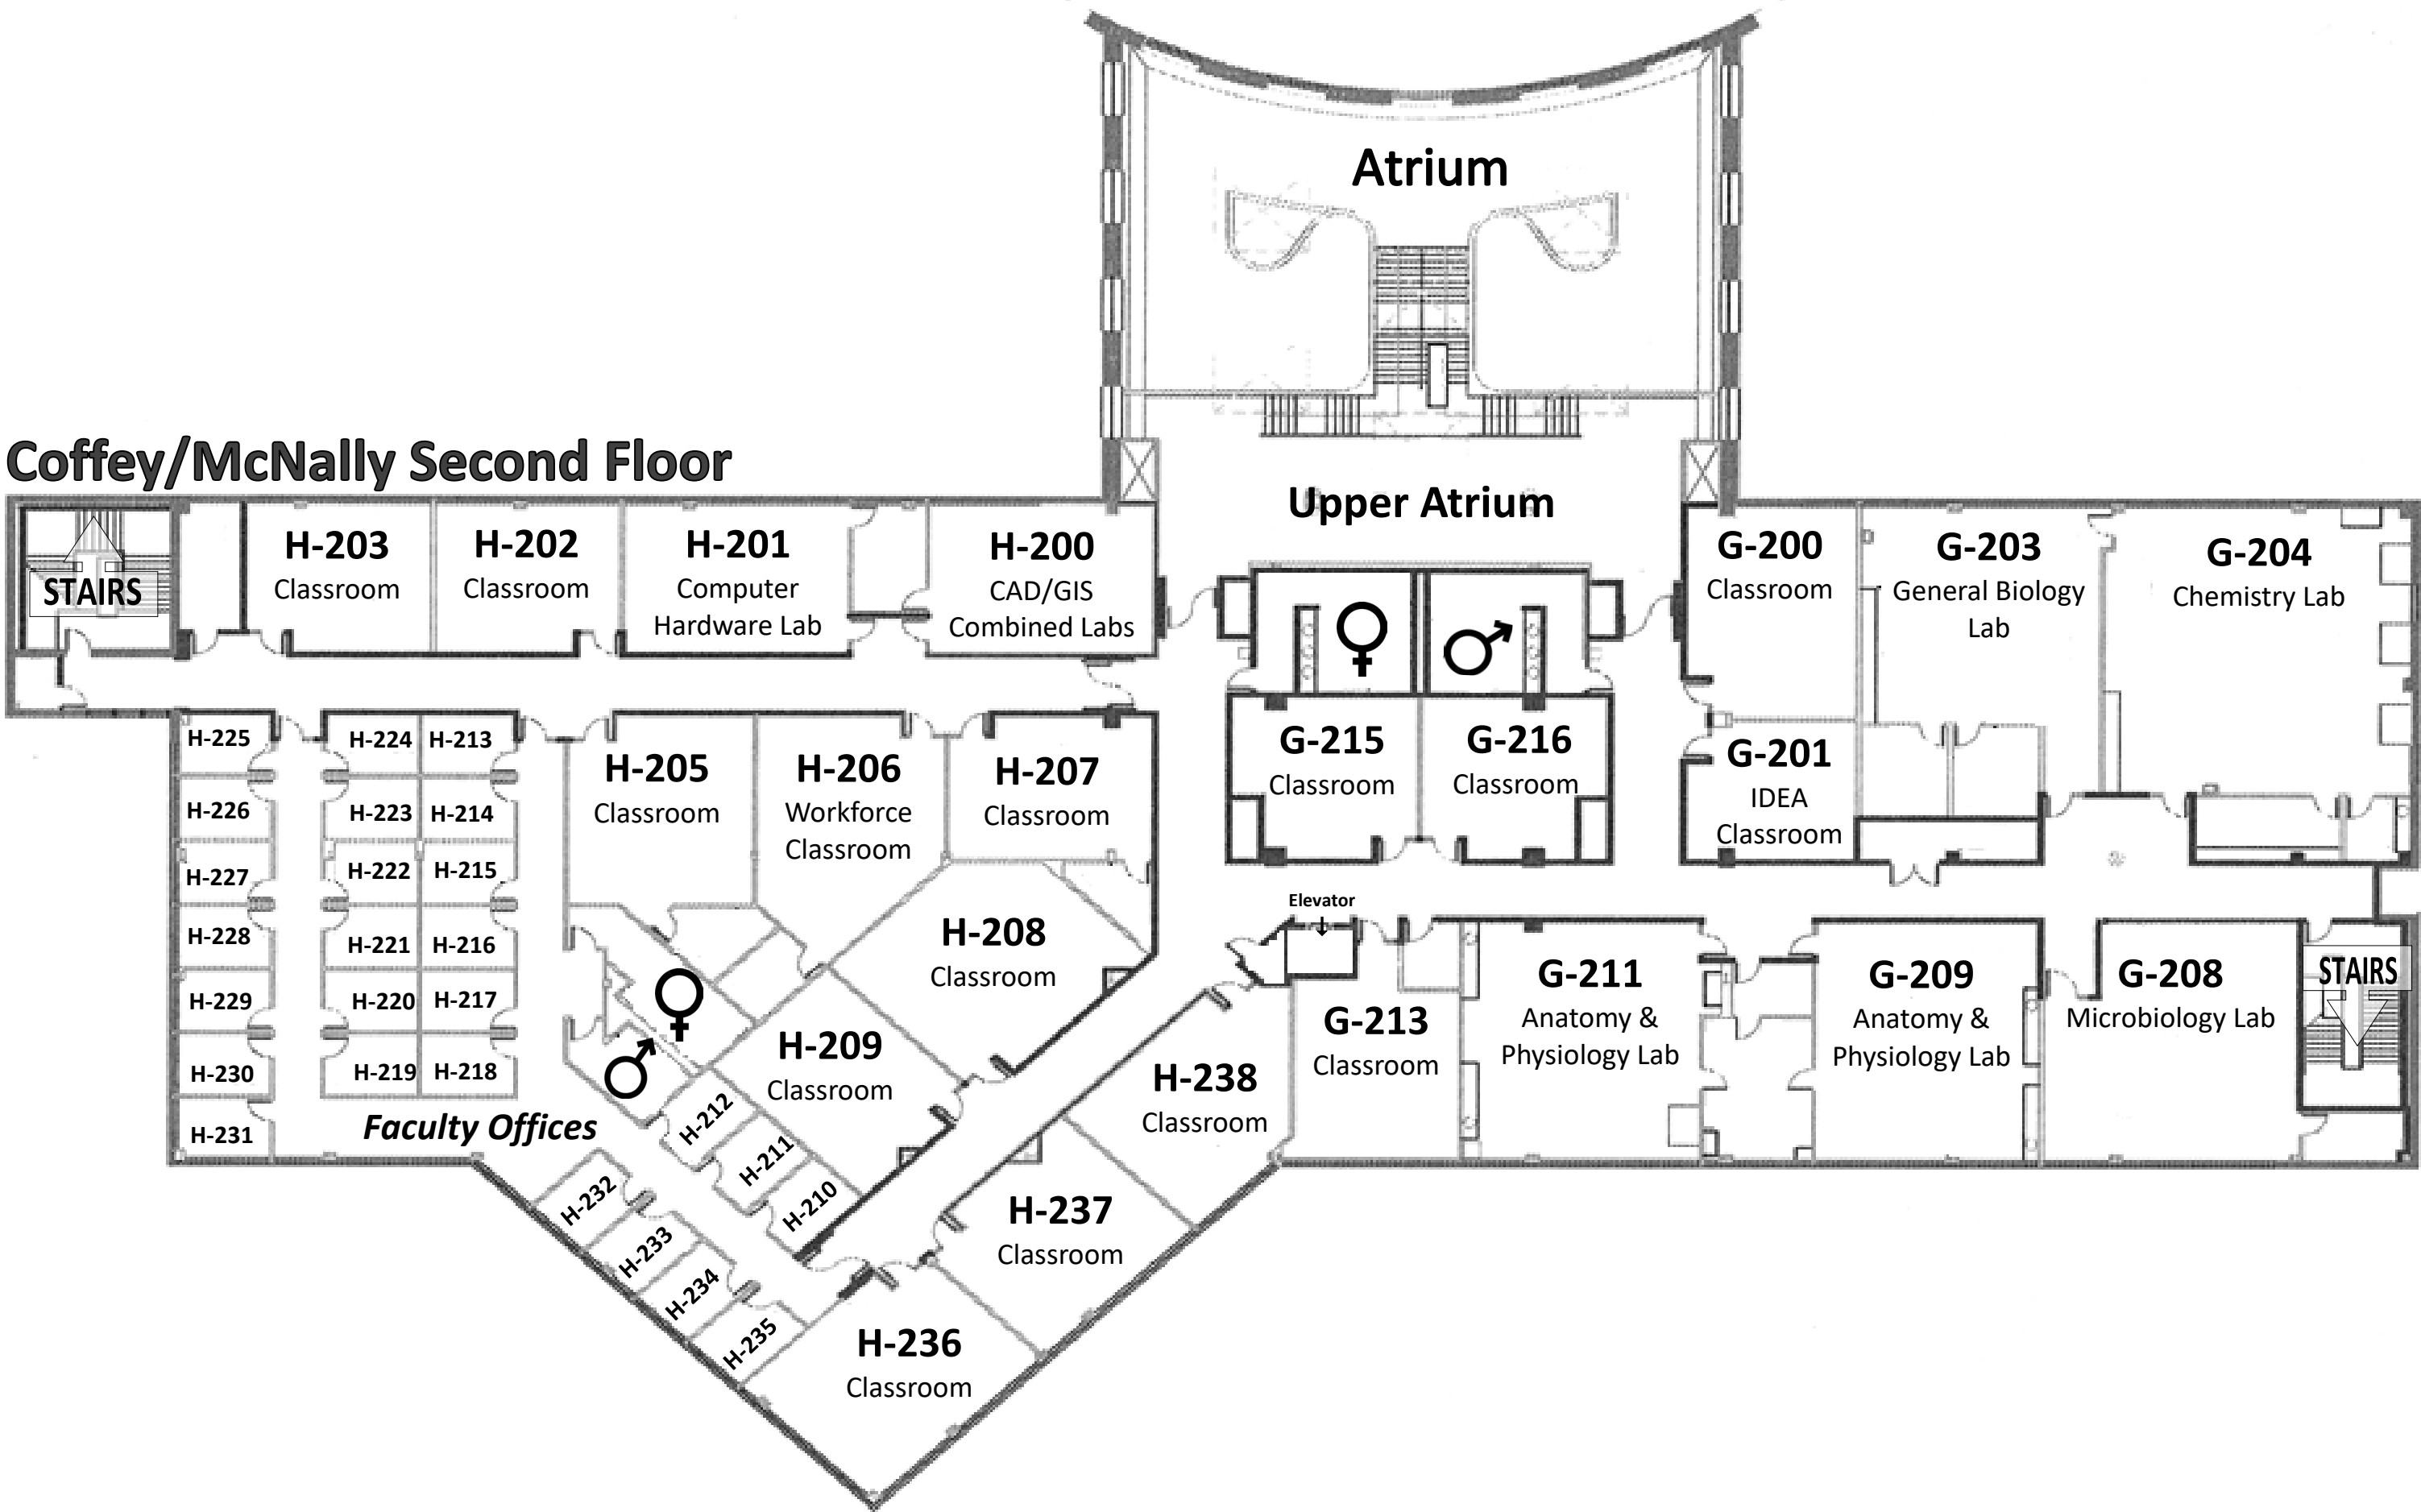 Atrium
Coffey/McNally Second Floor
Upper Atrium
STAIRS
H-203
Classroom
H-202
Classroom
H-201
Computer
Hardware Lab
H-200
CAD/GIS
Combined Labs
G-200
Classroom
G-203
General Biology
Lab
G-204
Chemistry Lab
H-225
H-224
H-213
H-226
H-223
H-214
H-227
H-222
H-215
H-228
H-221
H-216
H-229
H-220
H-217
H-230
H-219
H-218
H-231
Faculty Offices
H-205
Classroom
H-206
Workforce
Classroom
H-207
Classroom
G-215
Classroom
G-216
Classroom
G-201
IDEA
Classroom
H-208
Classroom
H-209
Classroom
Elevator
H-238
Classroom
G-213
Classroom
G-211
Anatomy &
Physiology Lab
G-209
Anatomy &
Physiology Lab
G-208
Microbiology Lab
STAIRS
H-212
H-211
H-210
H-232
H-233
H-234
H-235
H-237
Classroom
H-236
Classroom